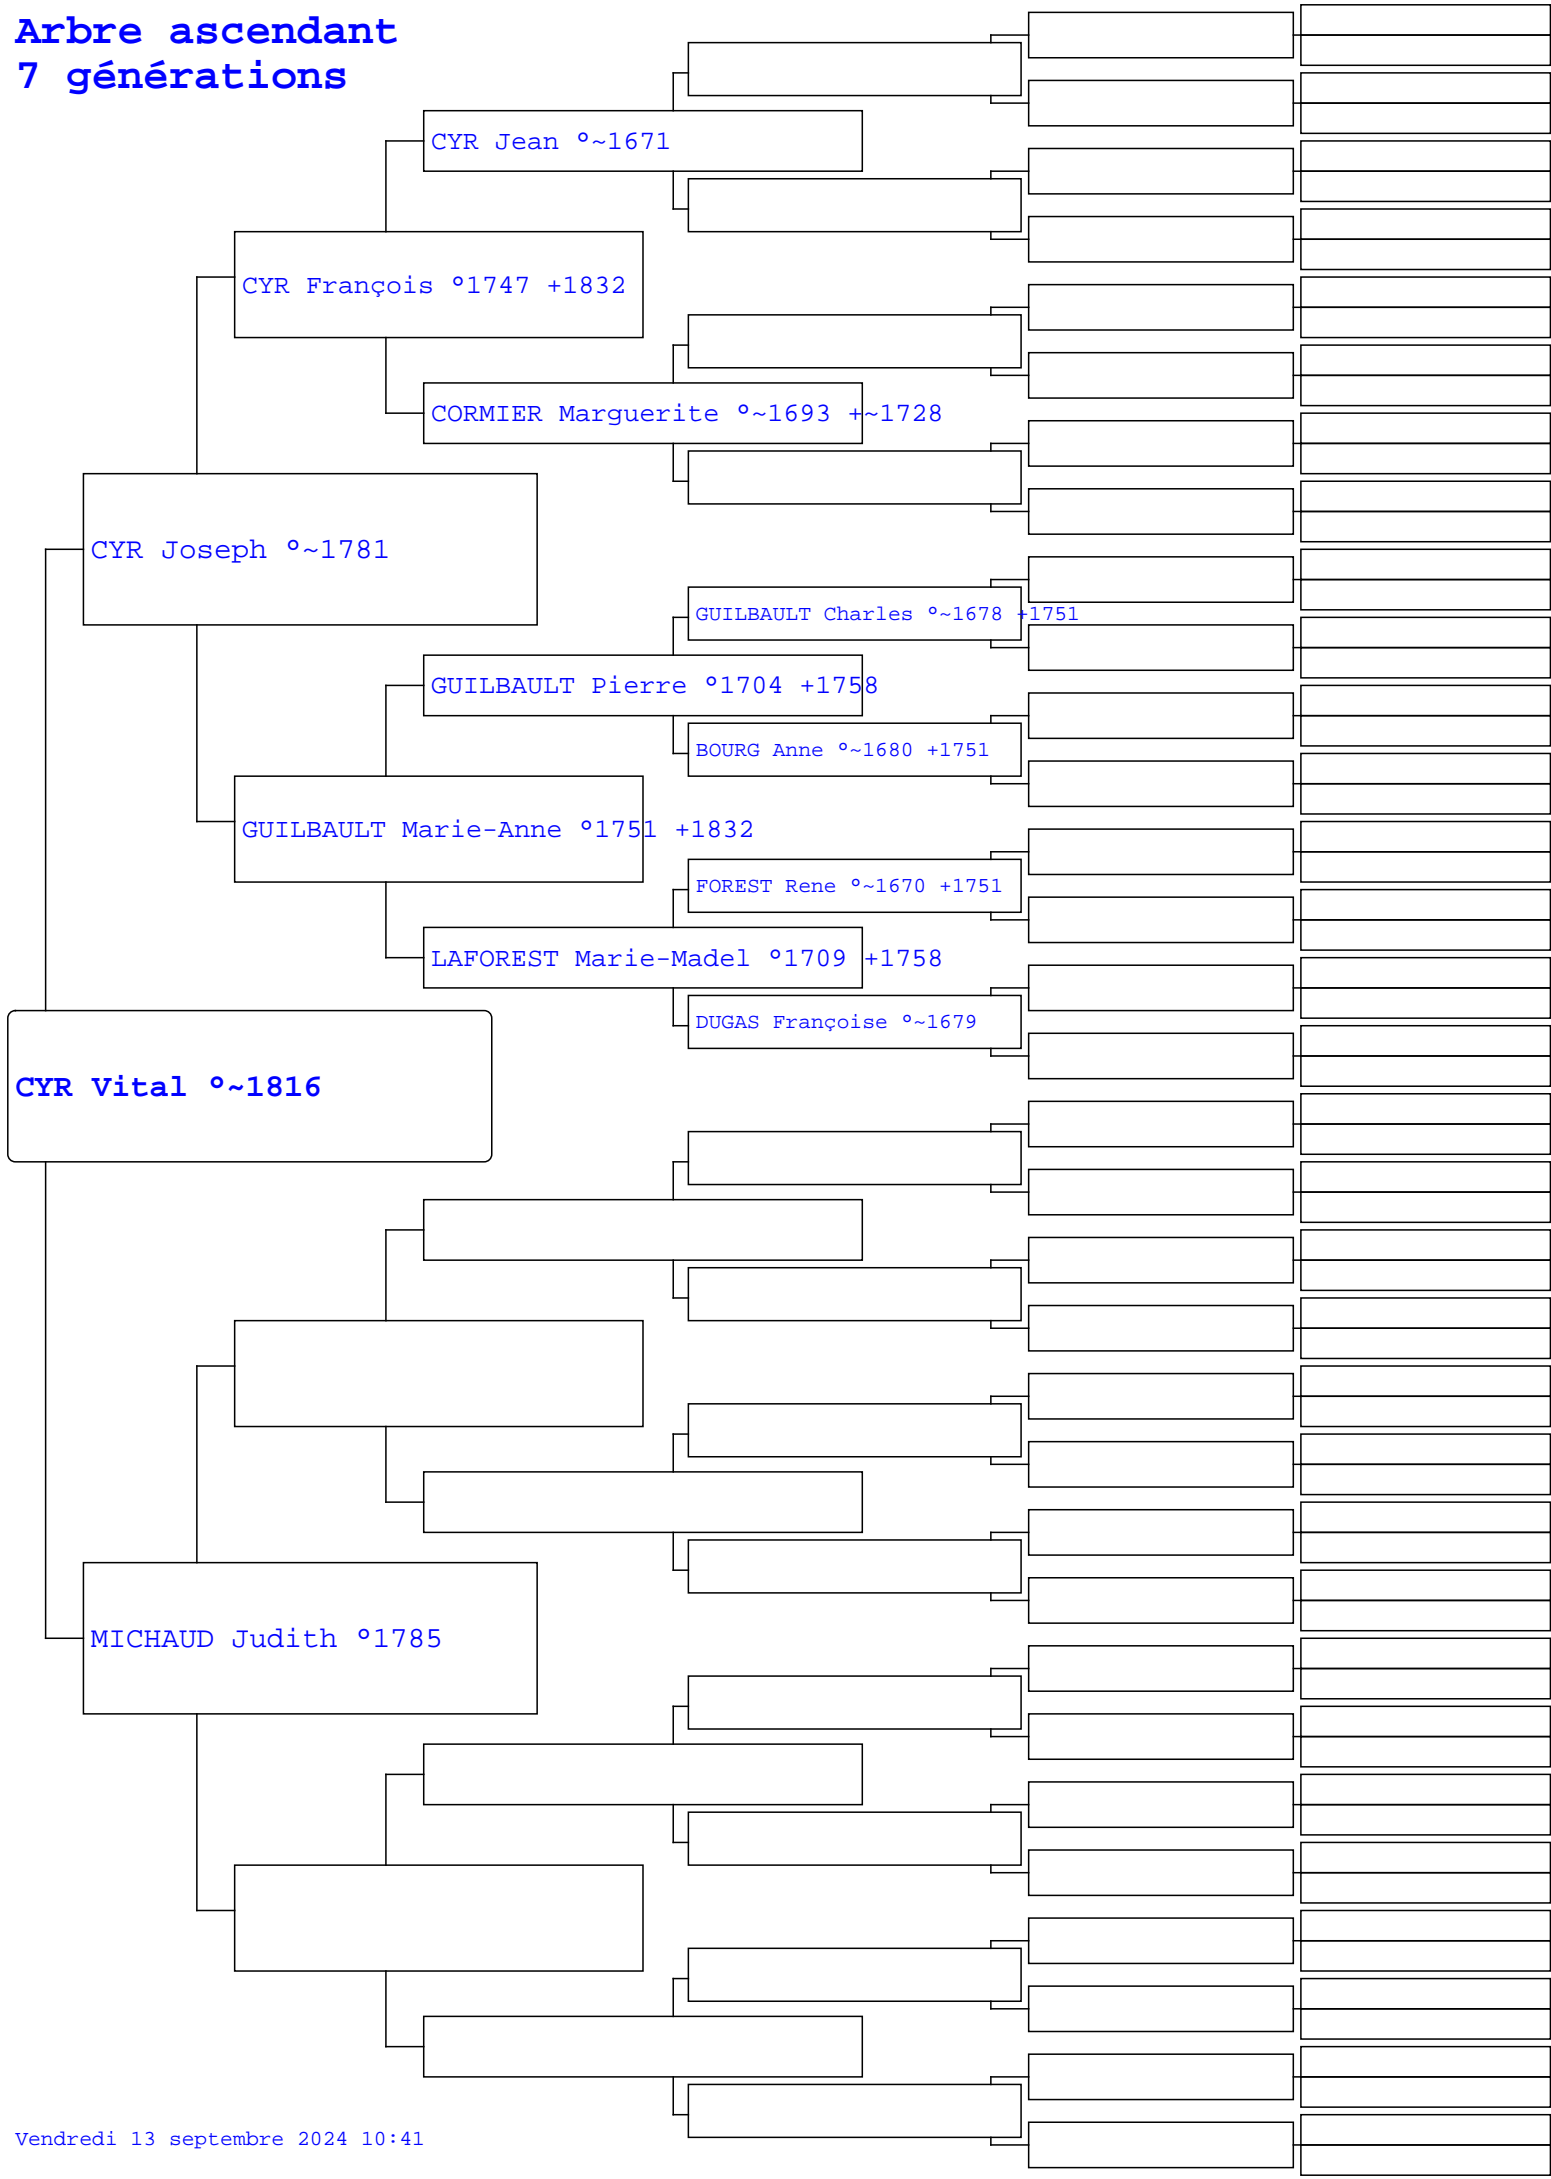 Arbre ascendant
7 générations
CYR Jean °~1671
CYR François °1747 +1832
CORMIER Marguerite °~1693 +~1728
CYR Joseph °~1781
GUILBAULT Charles °~1678 +1751
GUILBAULT Pierre °1704 +1758
BOURG Anne °~1680 +1751
GUILBAULT Marie-Anne °1751 +1832
FOREST Rene °~1670 +1751
LAFOREST Marie-Madel °1709 +1758
DUGAS Françoise °~1679
CYR Vital °~1816
MICHAUD Judith °1785
Vendredi 13 septembre 2024 10:41